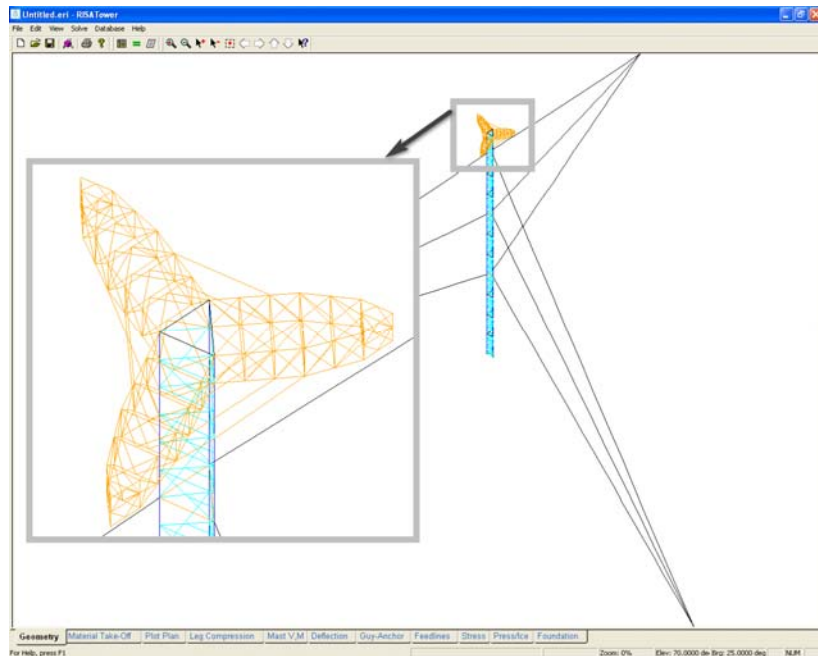 Untitled.eri - RISATower
File Edit View Solve Database Help
Geometry Material Take-Off Plot Plan Leg Compression Mast V,M Deflection Guy-Anchor Feedlines Stress Press/Ice Foundation
For Help, press F1 Zoom: 0% Elev: 70.0000 de Brg: 25.0000 deg NUM